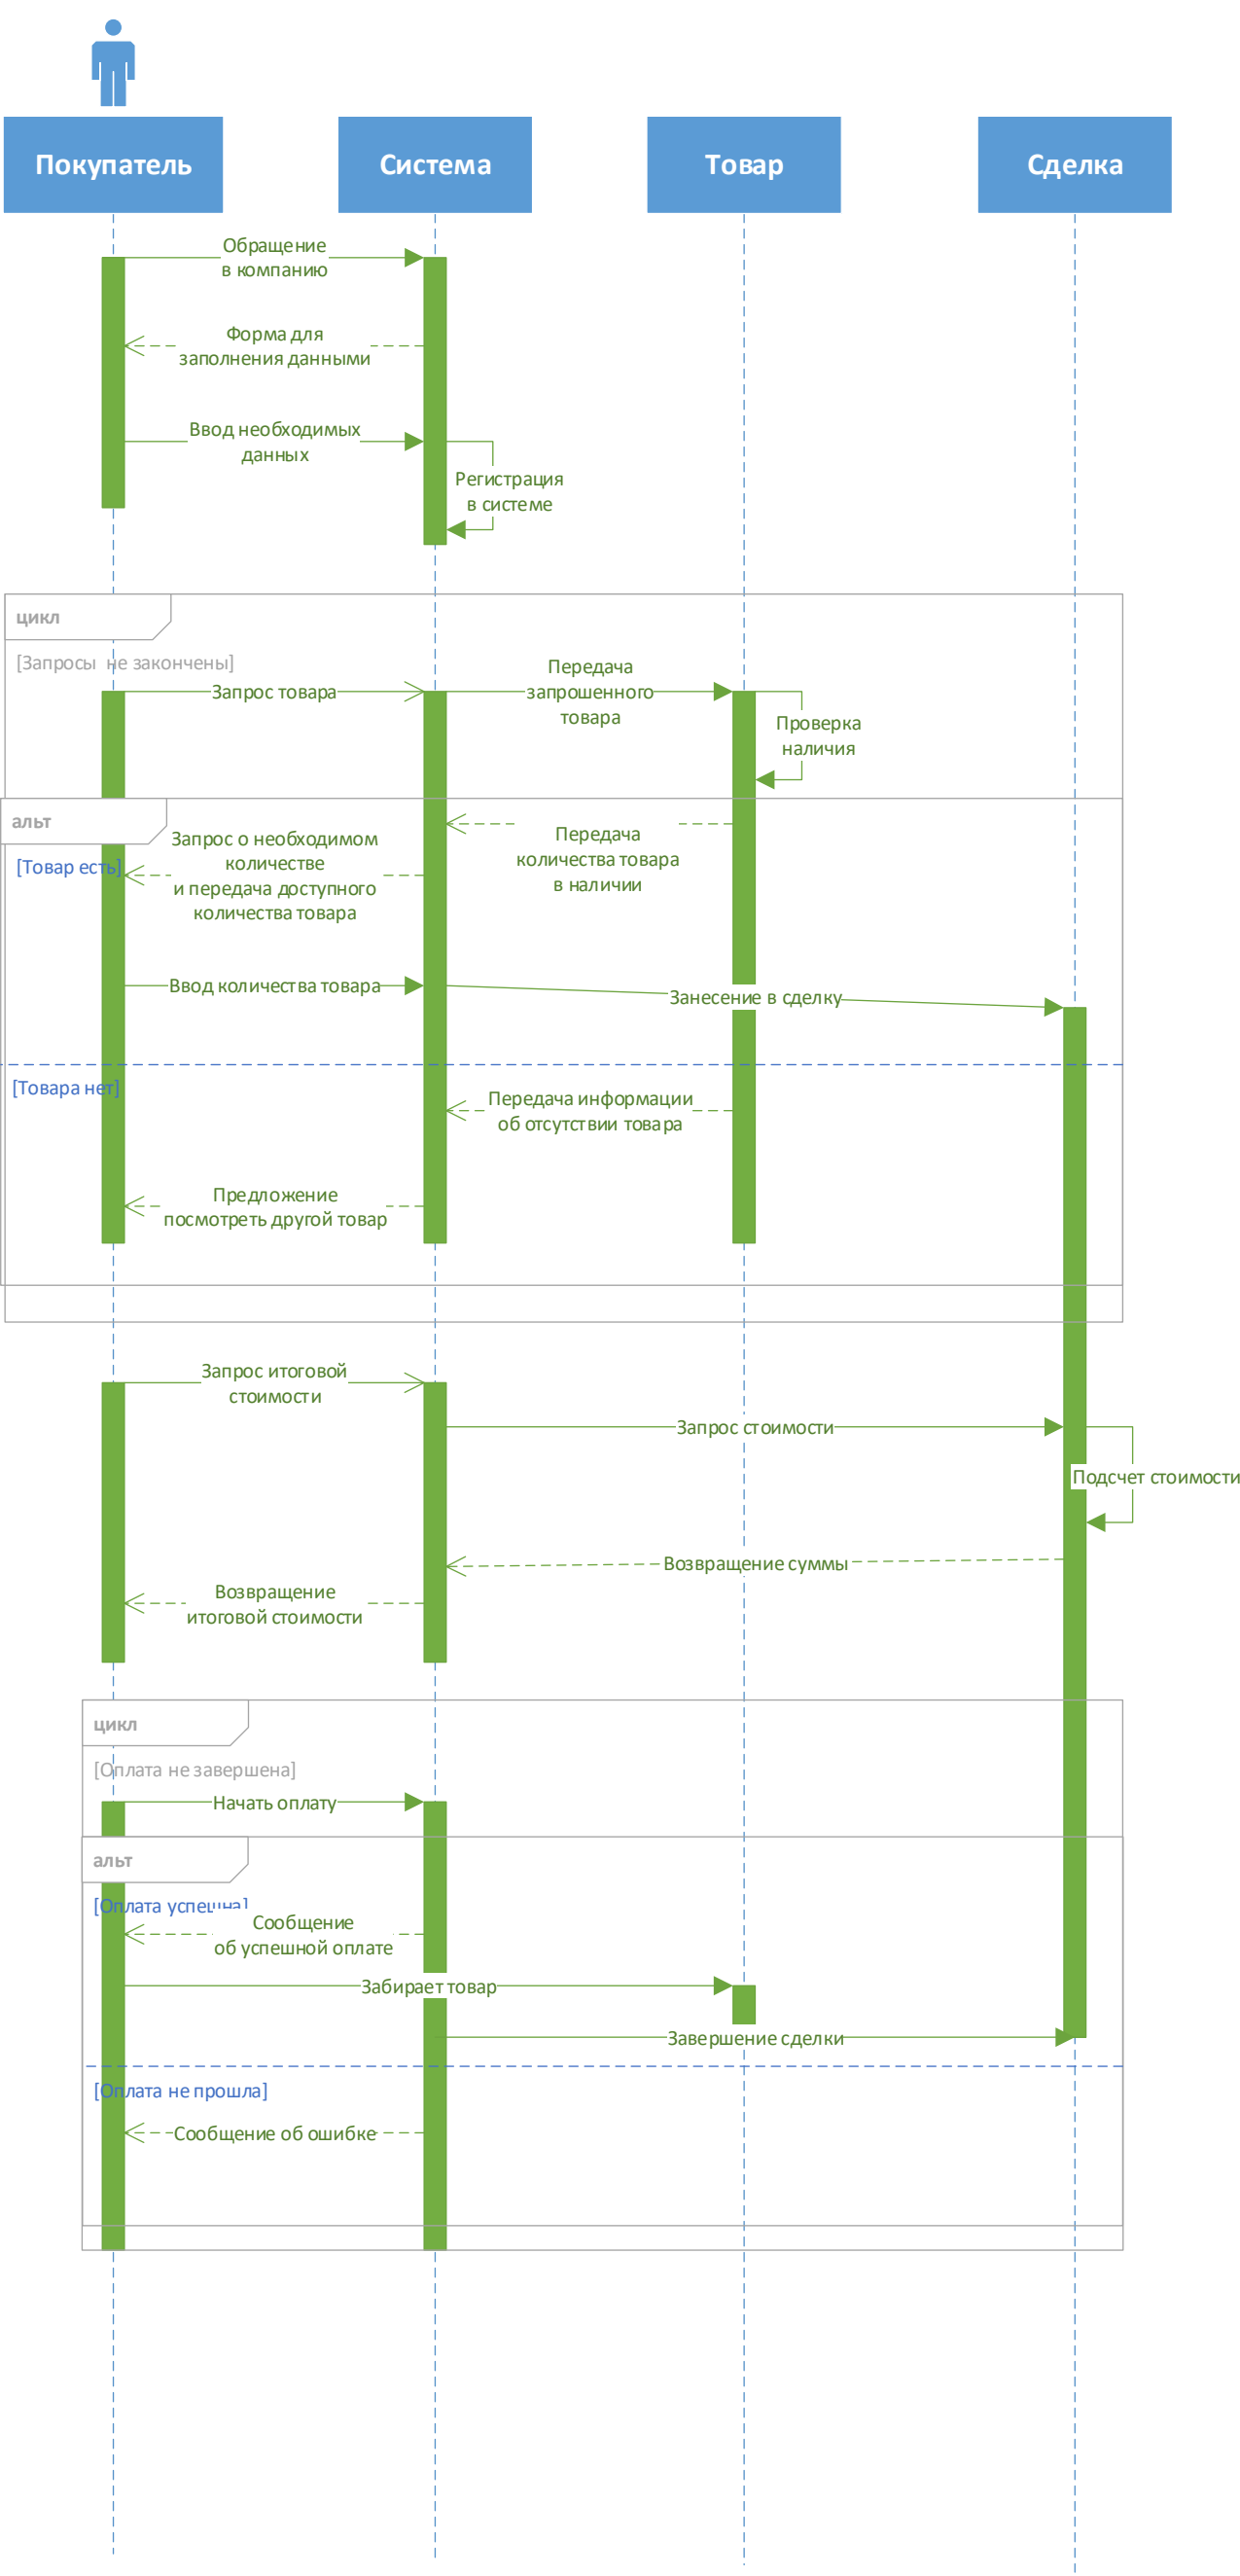 Покупатель
Система
Товар
Сделка
Обращение
в компанию
Форма для
заполнения данными
Ввод необходимых
данных
Регистрация
в системе
цикл
[Запросы не закончены]
Запрос товара
Передача
запрошенного
товара
Проверка
наличия
альт
[Товар есть]
Запрос о необходимом
количестве
и передача доступного
количества товара
Передача
количества товара
в наличии
Ввод количества товара
Занесение в сделку
[Товара нет]
Передача информации
об отсутствии товара
Предложение
посмотреть другой товар
Запрос итоговой
стоимости
Запрос стоимости
Подсчет стоимости
Возвращение суммы
Возвращение
итоговой стоимости
цикл
[Оплата не завершена]
Начать оплату
альт
[Оплата успешна]
Сообщение
об успешной оплате
Забирает товар
Завершение сделки
[Оплата не прошла]
Сообщение об ошибке